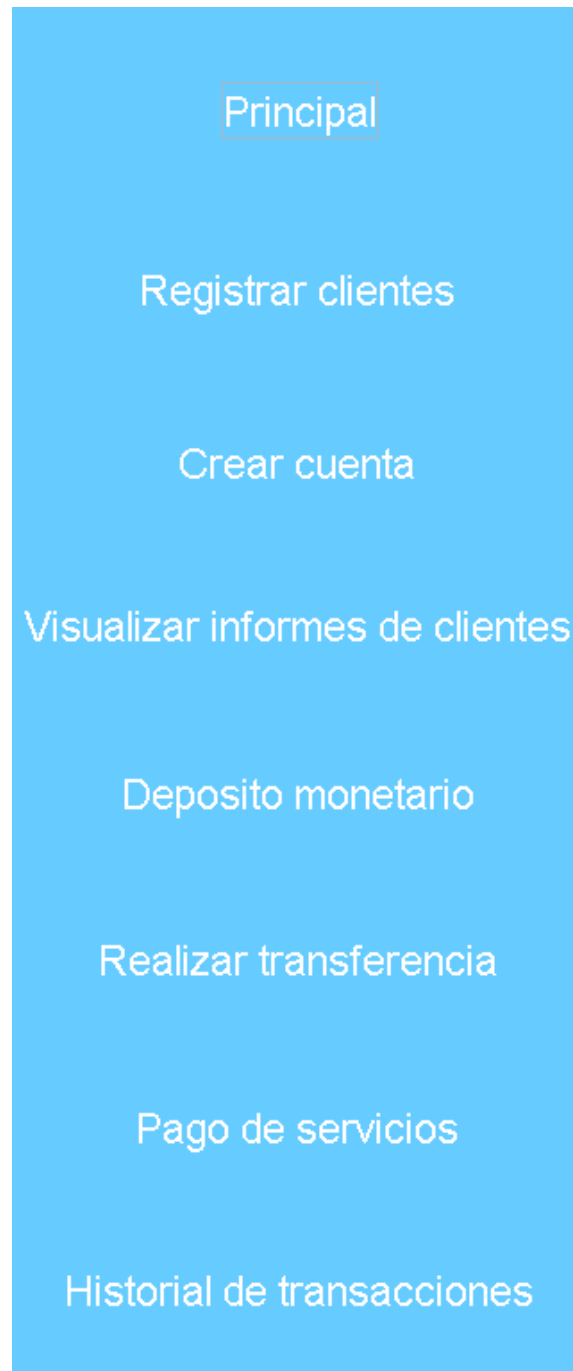 Principal
Registrar clientes
Crear cuenta
Visualizar informes de clientes
Deposito monetario
Realizar transferencia
Pago de servicios
Historial de transacciones